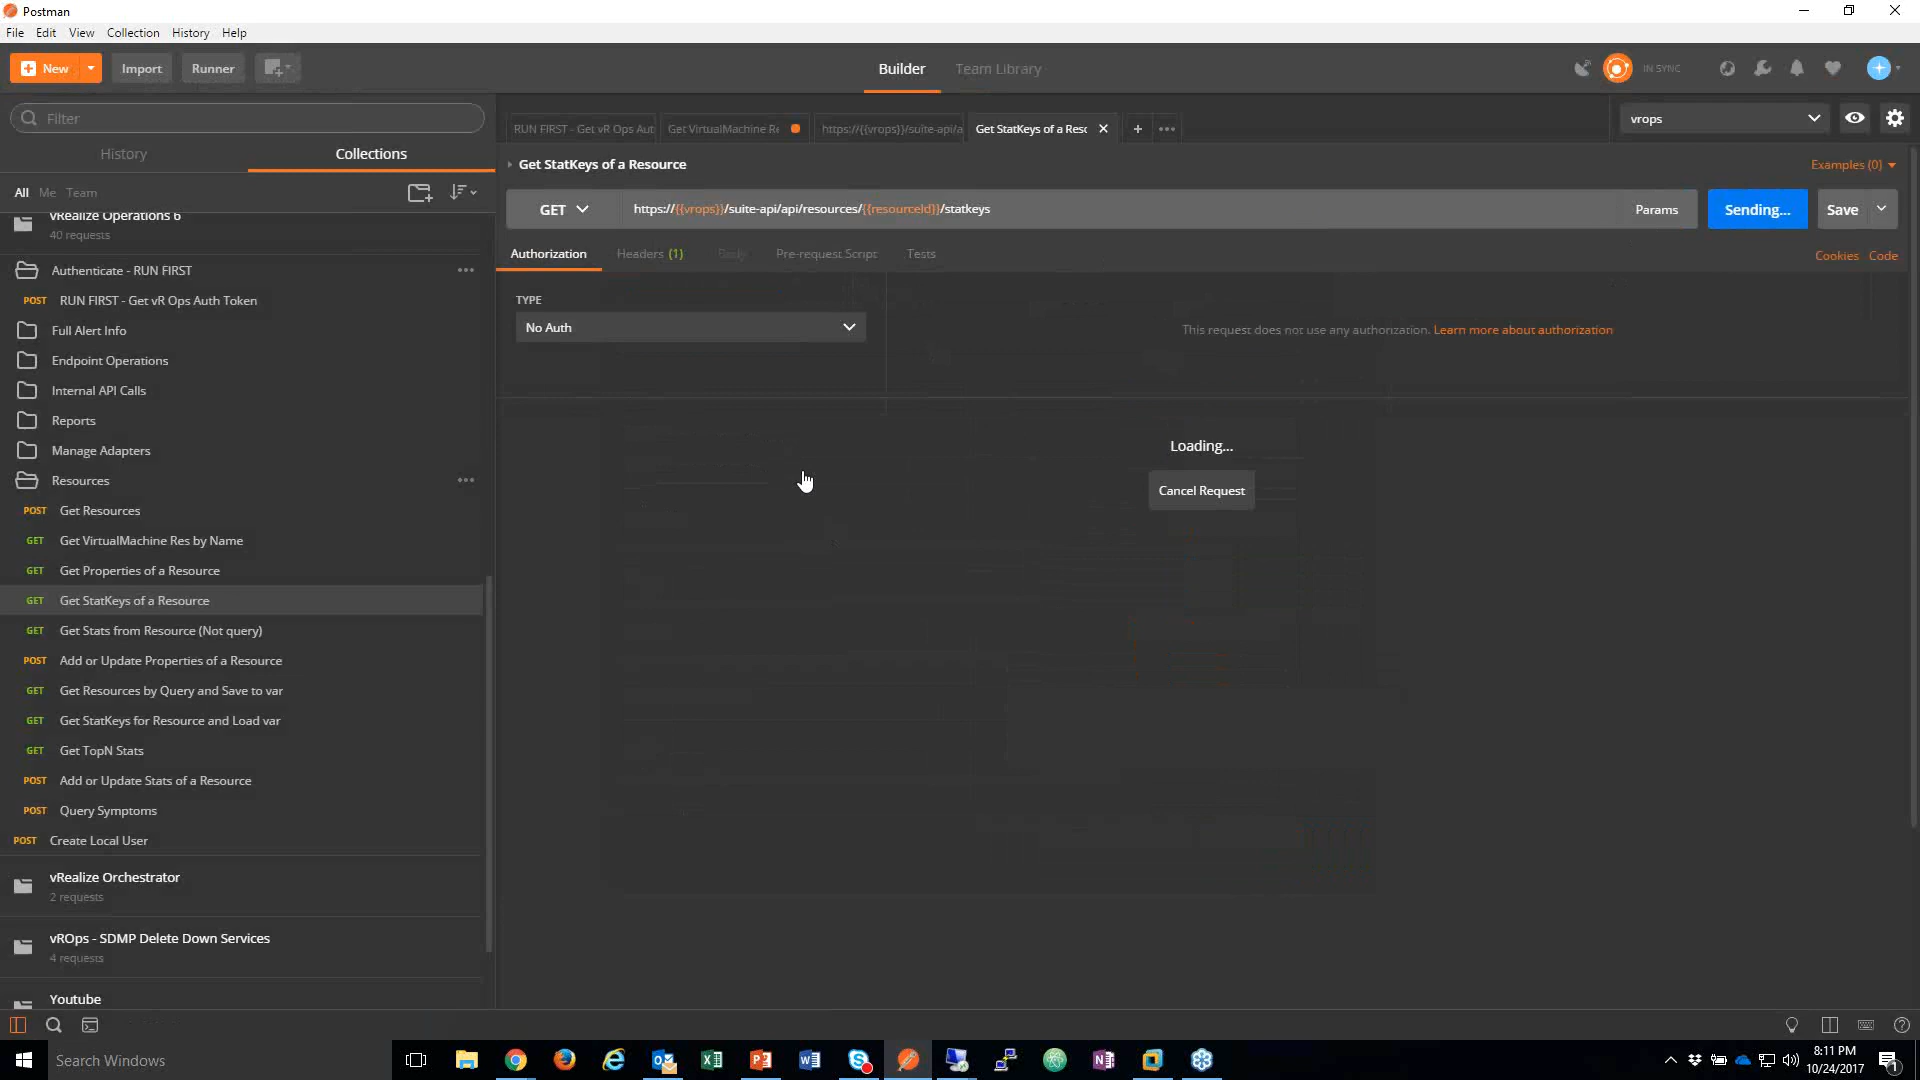 Postman
File Edit View Collection History Help
New Import Runner Builder Team Library IN SYNC
Filter
History Collections
All Me Team
vRealize Operations 6
40 requests
Authenticate - RUN FIRST
POST RUN FIRST - Get vR Ops Auth Token
Full Alert Info
Endpoint Operations
Internal API Calls
Reports
Manage Adapters
Resources
POST Get Resources
GET Get VirtualMachine Res by Name
GET Get Properties of a Resource
GET Get StatKeys of a Resource
GET Get Stats from Resource (Not query)
POST Add or Update Properties of a Resource
GET Get Resources by Query and Save to var
GET Get StatKeys for Resource and Load var
GET Get TopN Stats
POST Add or Update Stats of a Resource
POST Query Symptoms
POST Create Local User
vRealize Orchestrator
2 requests
vROps - SDMP Delete Down Services
4 requests
Youtube
RUN FIRST - Get vR Ops Aut Get VirtualMachine Re https://{{vrops}}/suite-api/a Get StatKeys of a Resc vrops
Get StatKeys of a Resource Examples (0)
GET https://{{vrops}}/suite-api/api/resources/{{resourceId}}/statkeys Params Sending... Save
Authorization Headers (1) Body Pre-request Script Tests Cookies Code
TYPE
No Auth
This request does not use any authorization. Learn more about authorization
Loading...
Cancel Request
Search Windows
8:11 PM
10/24/2017